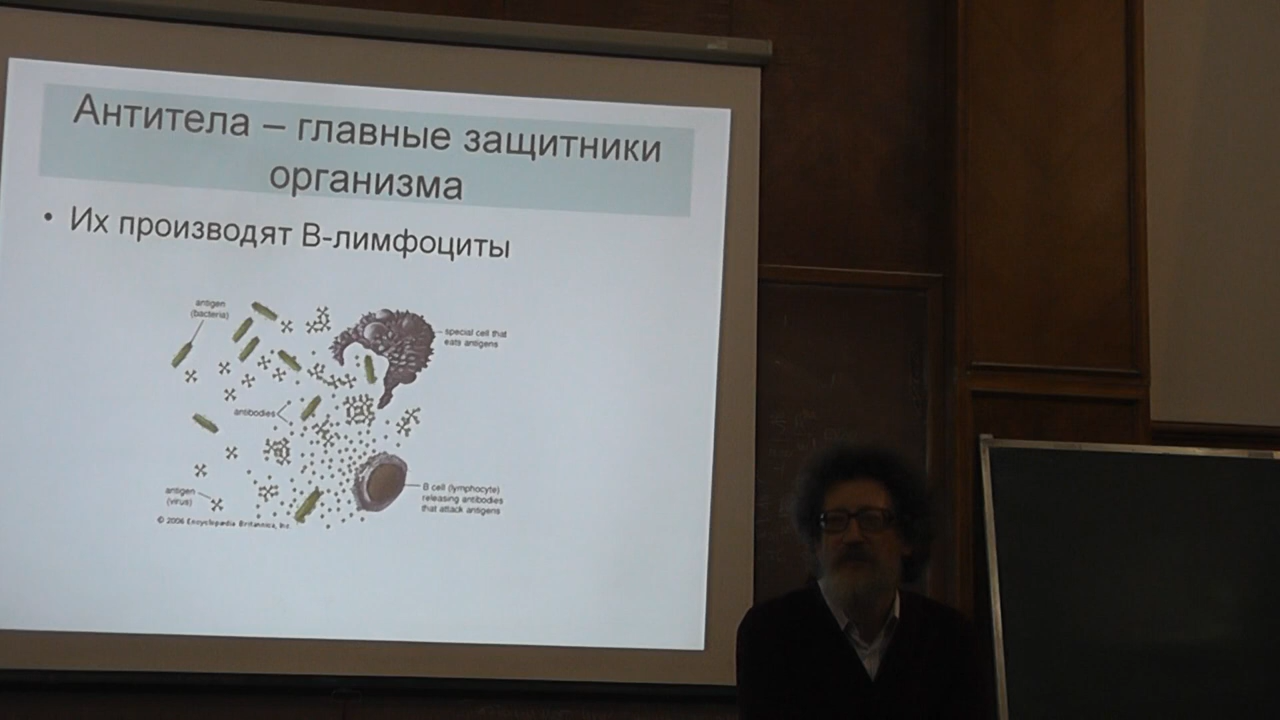 Антитела – главные защитники
организма
• Их производят В-лимфоциты
antigen
(bacteria)
special cell that
eats antigens
antibodies
antigen
(virus)
B cell (lymphocyte)
releasing antibodies
that attack antigens
© 2006 Encyclopædia Britannica, Inc.